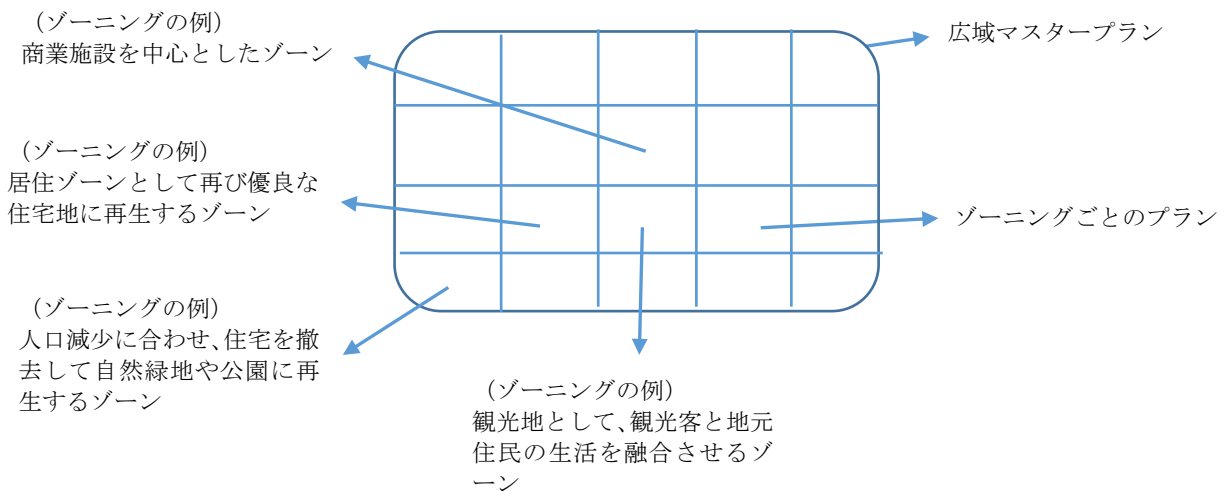 （ゾーニングの例）
商業施設を中心としたゾーン
広域マスタープラン
（ゾーニングの例）
居住ゾーンとして再び優良な
住宅地に再生するゾーン
ゾーニングごとのプラン
（ゾーニングの例）
人口減少に合わせ、住宅を撤
去して自然緑地や公園に再
生するゾーン
（ゾーニングの例）
観光地として、観光客と地元
住民の生活を融合させるゾ
ーン